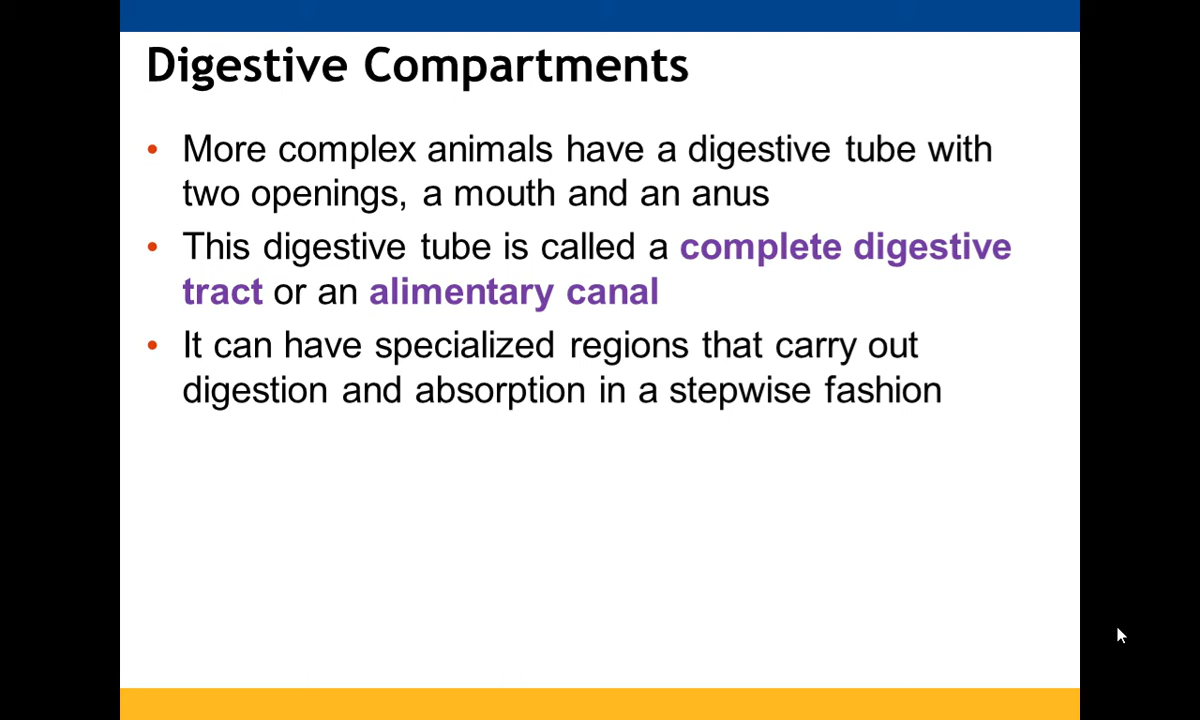 Digestive Compartments
• More complex animals have a digestive tube with
two openings, a mouth and an anus
• This digestive tube is called a complete digestive
tract or an alimentary canal
• It can have specialized regions that carry out
digestion and absorption in a stepwise fashion